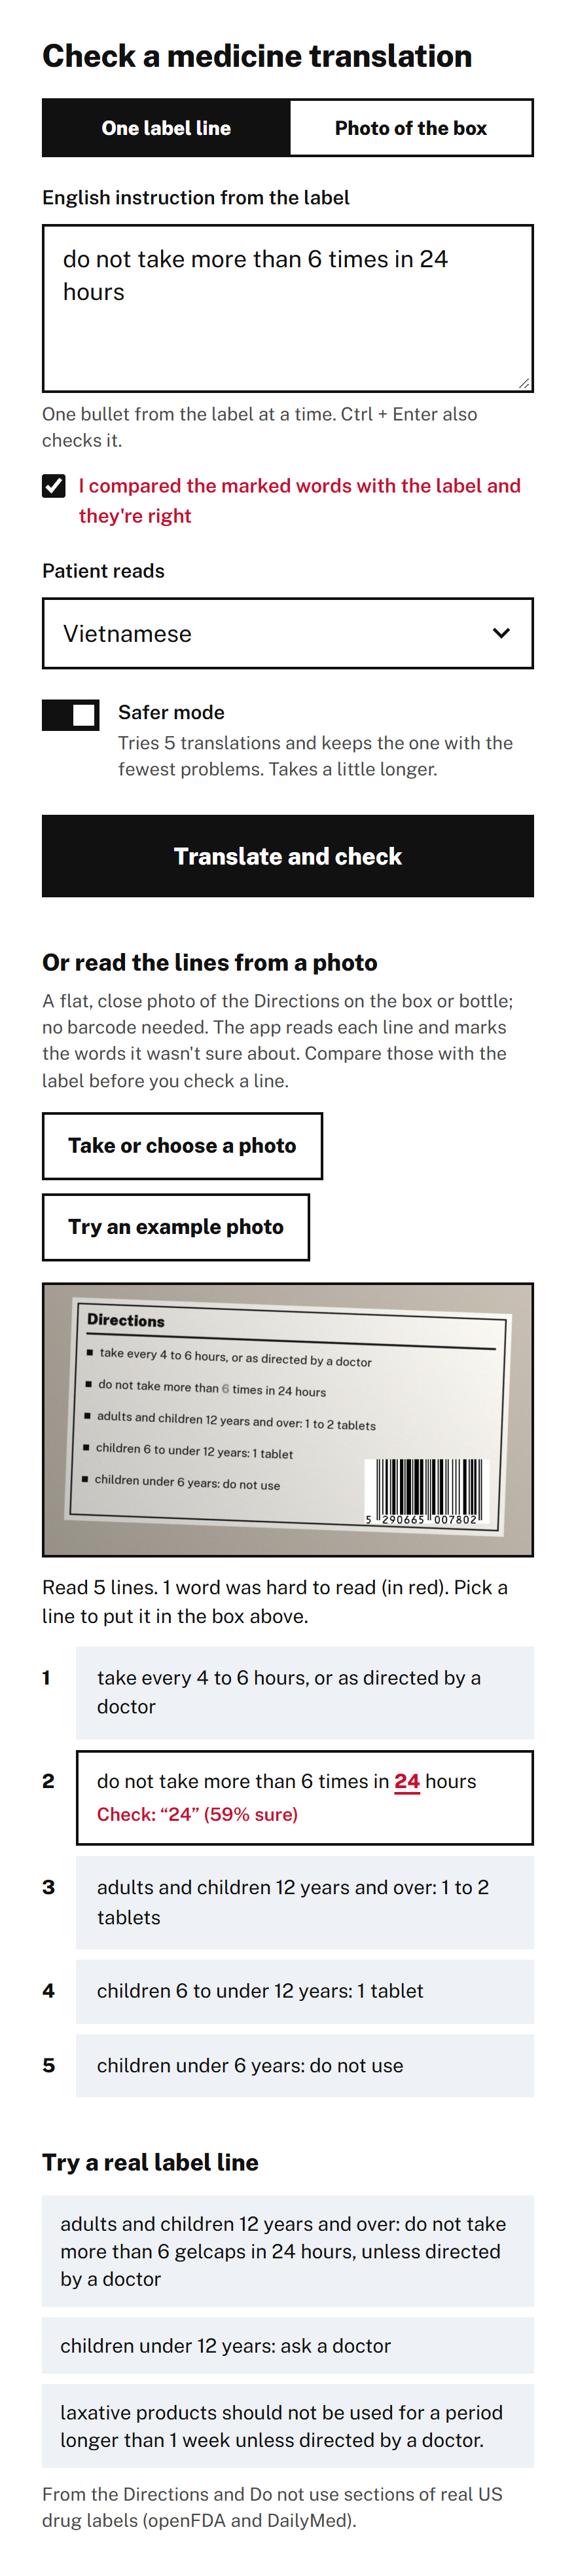 Check a medicine translation
One label line
Photo of the box
English instruction from the label
do not take more than 6 times in 24
hours
One bullet from the label at a time. Ctrl + Enter also
checks it.
I compared the marked words with the label and
they're right
Patient reads
Vietnamese
Safer mode
Tries 5 translations and keeps the one with the
fewest problems. Takes a little longer.
Translate and check
Or read the lines from a photo
A flat, close photo of the Directions on the box or bottle;
no barcode needed. The app reads each line and marks
the words it wasn't sure about. Compare those with the
label before you check a line.
Take or choose a photo
Try an example photo
Directions
take every 4 to 6 hours, or as directed by a doctor
do not take more than 6 times in 24 hours
adults and children 12 years and over: 1 to 2 tablets
children 6 to under 12 years: 1 tablet
children under 6 years: do not use
5 290665 007802
Read 5 lines. 1 word was hard to read (in red). Pick a
line to put it in the box above.
1 take every 4 to 6 hours, or as directed by a
doctor
2 do not take more than 6 times in 24 hours
Check: “24” (59% sure)
3 adults and children 12 years and over: 1 to 2
tablets
4 children 6 to under 12 years: 1 tablet
5 children under 6 years: do not use
Try a real label line
adults and children 12 years and over: do not take
more than 6 gelcaps in 24 hours, unless directed
by a doctor
children under 12 years: ask a doctor
laxative products should not be used for a period
longer than 1 week unless directed by a doctor.
From the Directions and Do not use sections of real US
drug labels (openFDA and DailyMed).